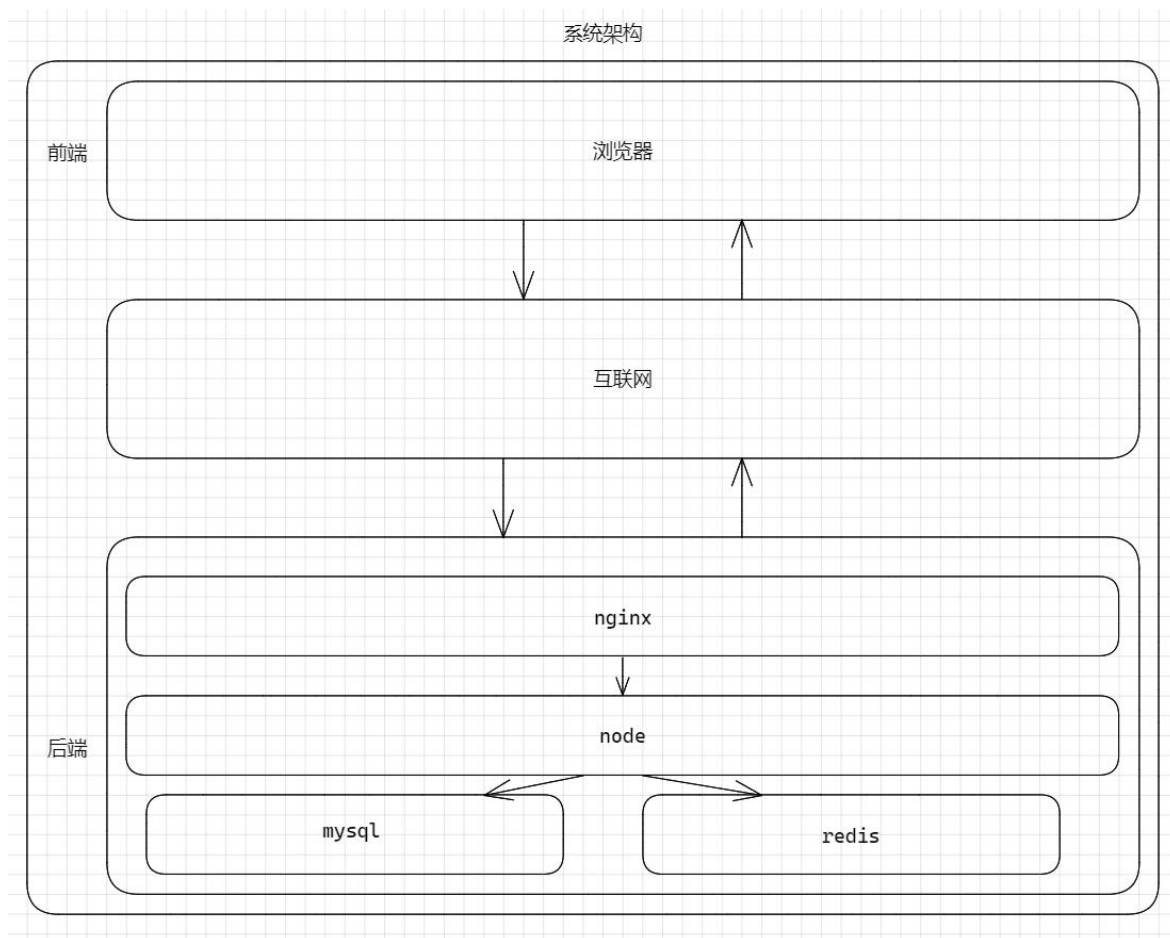 系统架构
前端
浏览器
互联网
nginx
node
后端
mysql
redis